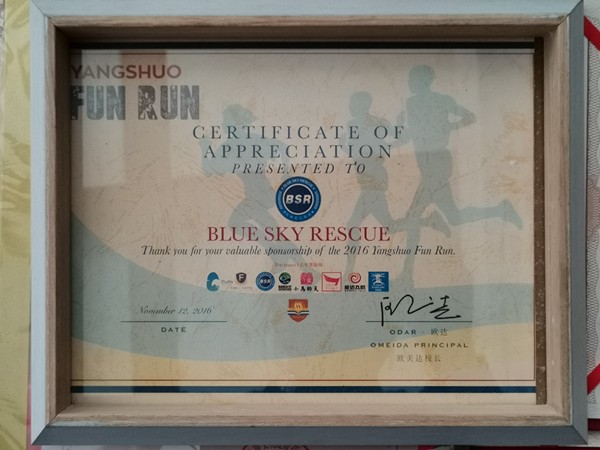 YANGSHUO
FUN RUN
CERTIFICATE OF
APPRECIATION
PRESENTED TO
BSR
BLUE SKY RESCUE
Thank you for your valuable sponsorship of the 2016 Yangshuo Fun Run.
BSR
November 12, 2016
DATE
ODAR 欧达
OMEIDA PRINCIPAL
欧美达校长